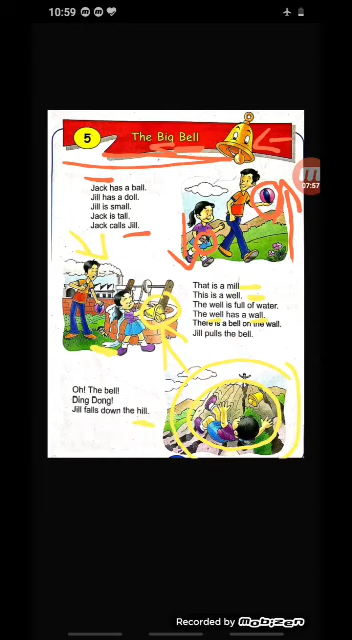 10:59
07:57
5
The Big Bell
Jack has a ball.
Jill has a doll.
Jill is small.
Jack is tall.
Jack calls Jill.
That is a mill
This is a well.
The well is full of water.
The well has a wall.
There is a bell on the wall.
Jill pulls the bell.
Oh! The bell!
Ding Dong!
Jill falls down the hill.
Recorded by mobizen